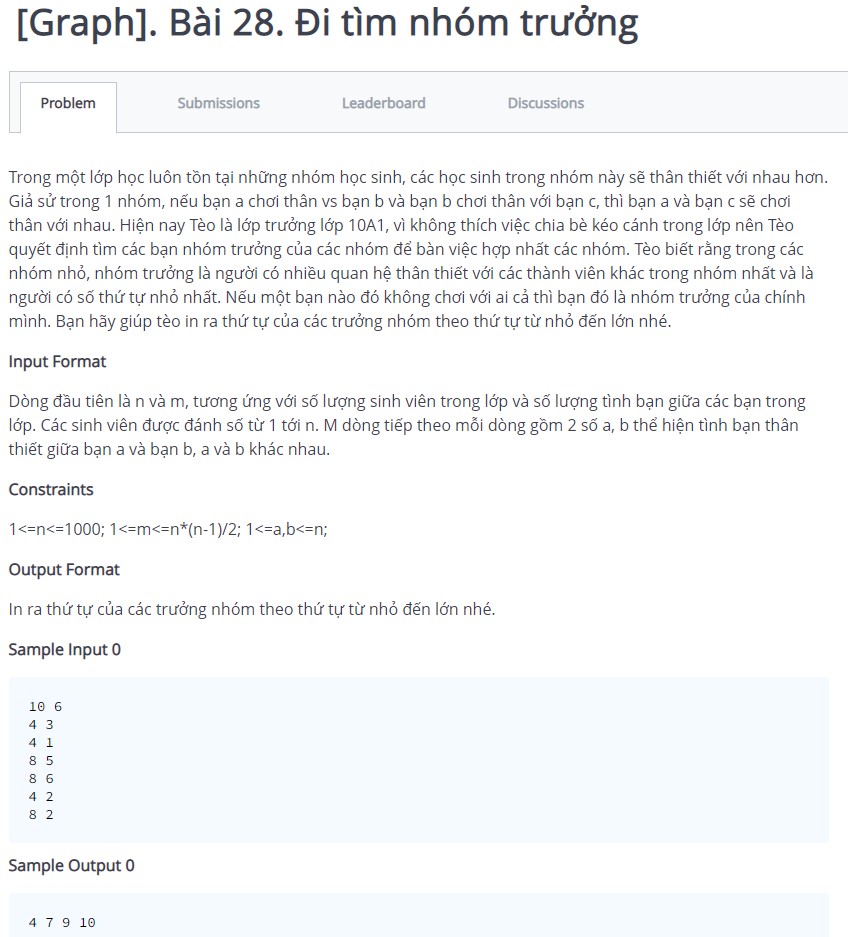 [Graph]. Bài 28. Đi tìm nhóm trưởng
Problem
Submissions
Leaderboard
Discussions
Trong một lớp học luôn tồn tại những nhóm học sinh, các học sinh trong nhóm này sẽ thân thiết với nhau hơn.
Giả sử trong 1 nhóm, nếu bạn a chơi thân vs bạn b và bạn b chơi thân với bạn c, thì bạn a và bạn c sẽ chơi
thân với nhau. Hiện nay Tèo là lớp trưởng lớp 10A1, vì không thích việc chia bè kéo cánh trong lớp nên Tèo
quyết định tìm các bạn nhóm trưởng của các nhóm để bàn việc hợp nhất các nhóm. Tèo biết rằng trong các
nhóm nhỏ, nhóm trưởng là người có nhiều quan hệ thân thiết với các thành viên khác trong nhóm nhất và là
người có số thứ tự nhỏ nhất. Nếu một bạn nào đó không chơi với ai cả thì bạn đó là nhóm trưởng của chính
mình. Bạn hãy giúp tèo in ra thứ tự của các trưởng nhóm theo thứ tự từ nhỏ đến lớn nhé.
Input Format
Dòng đầu tiên là n và m, tương ứng với số lượng sinh viên trong lớp và số lượng tình bạn giữa các bạn trong
lớp. Các sinh viên được đánh số từ 1 tới n. M dòng tiếp theo mỗi dòng gồm 2 số a, b thể hiện tình bạn thân
thiết giữa bạn a và bạn b, a và b khác nhau.
Constraints
1<=n<=1000; 1<=m<=n*(n-1)/2; 1<=a,b<=n;
Output Format
In ra thứ tự của các trưởng nhóm theo thứ tự từ nhỏ đến lớn nhé.
Sample Input 0
10 6
4 3
4 1
8 5
8 6
4 2
8 2
Sample Output 0
4 7 9 10